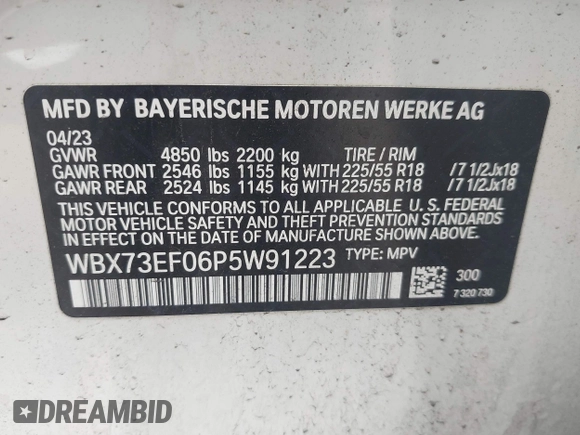 MFD BY BAYERISCHE MOTOREN WERKE AG
04/23
GVWR 4850 lbs 2200 kg TIRE / RIM
GAWR FRONT 2546 lbs 1155 kg WITH 225/55 R18 /7 1/2Jx18
GAWR REAR 2524 lbs 1145 kg WITH 225/55 R18 /7 1/2Jx18
THIS VEHICLE CONFORMS TO ALL APPLICABLE U. S. FEDERAL
MOTOR VEHICLE SAFETY AND THEFT PREVENTION STANDARDS
IN EFFECT ON THE DATE OF MANUFACTURE SHOWN ABOVE.
WBX73EF06P5W91223 TYPE: MPV
300
7 320 730
DREAMBID